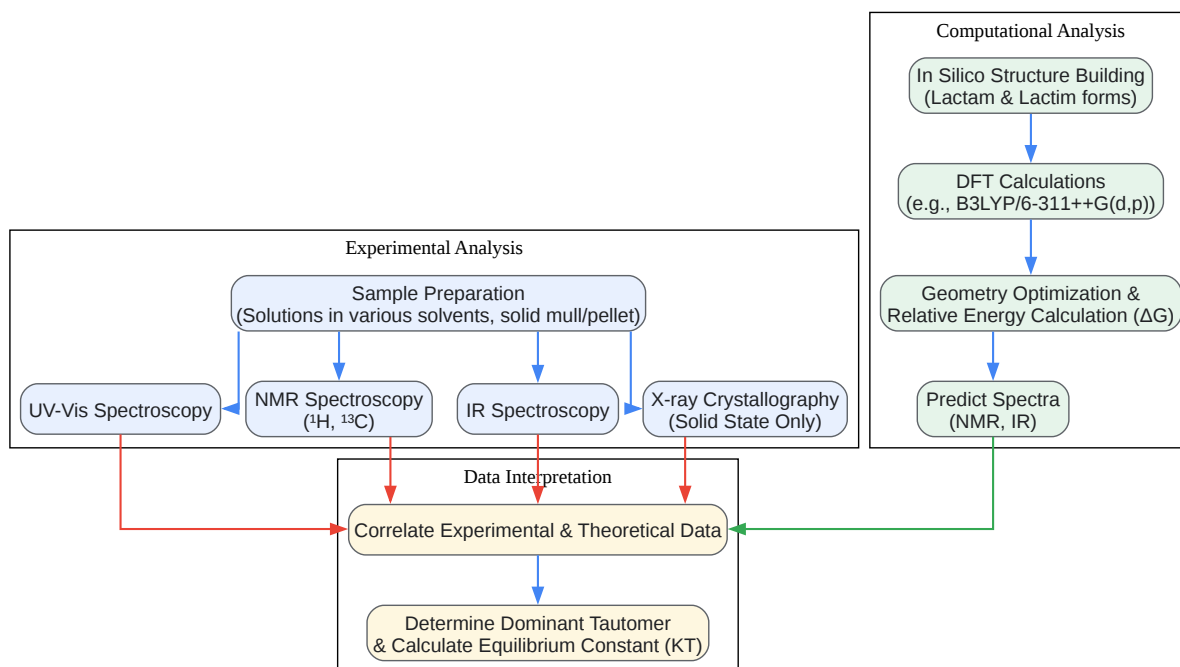 Computational Analysis
In Silico Structure Building
(Lactam & Lactim forms)
DFT Calculations
(e.g., B3LYP/6-311++G(d,p))
Geometry Optimization &
Relative Energy Calculation (ΔG)
Predict Spectra
(NMR, IR)
Experimental Analysis
Sample Preparation
(Solutions in various solvents, solid mull/pellet)
UV-Vis Spectroscopy
NMR Spectroscopy
(¹H, ¹³C)
IR Spectroscopy
X-ray Crystallography
(Solid State Only)
Data Interpretation
Correlate Experimental & Theoretical Data
Determine Dominant Tautomer
& Calculate Equilibrium Constant (KT)